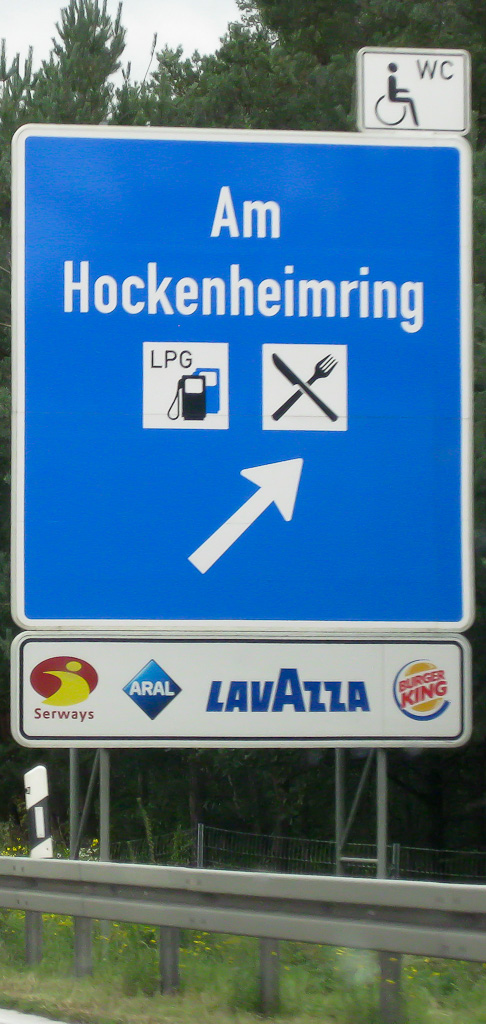 WC
Am
Hockenheimring
LPG
Serways
ARAL
LAVAZZA
BURGER
KING